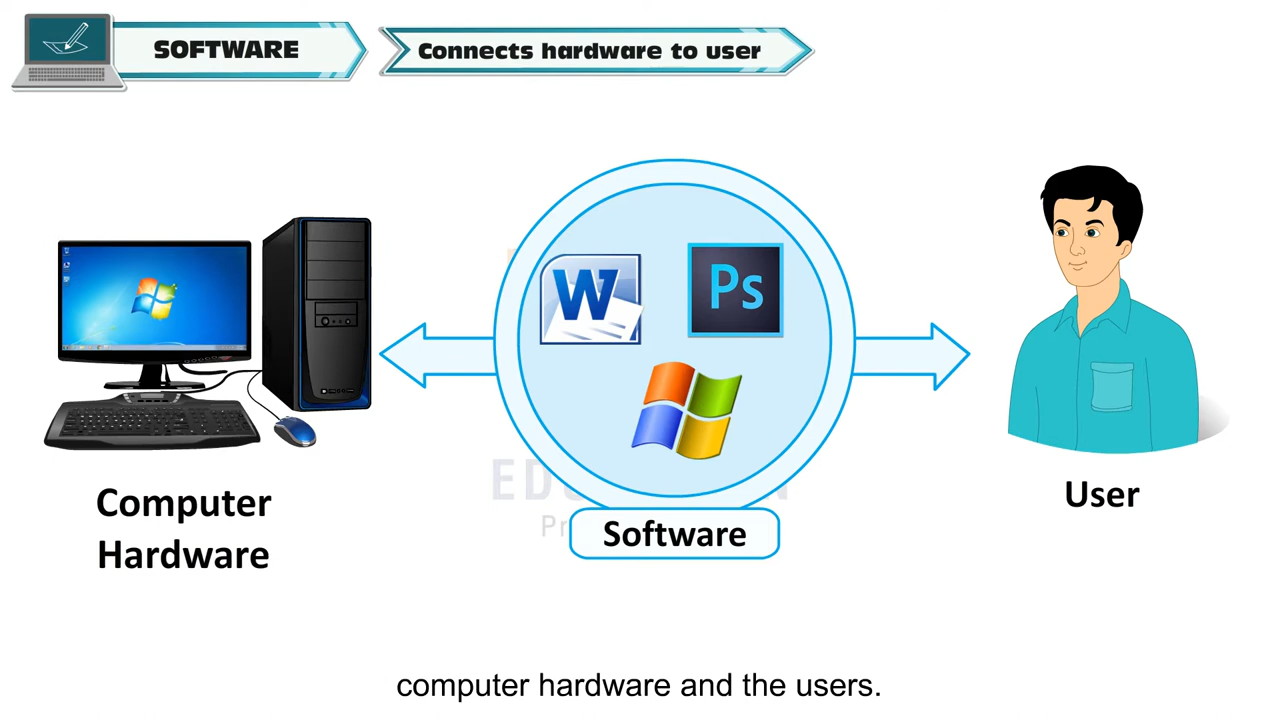 SOFTWARE
Connects hardware to user
W
Ps
Computer
Hardware
Software
User
computer hardware and the users.